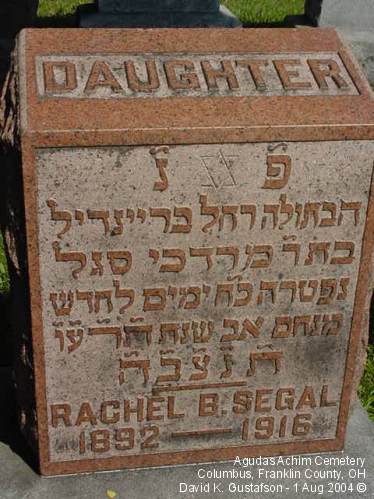 DAUGHTER
פ נ
הבתולה רחל בריינדיל
בת ר' מרדכי סגל
נפטרה כ״ח ימים לחדש
מנחם אב שנת תרע״ו
ת נ צ ב ה
RACHEL B. SEGAL
1892 — 1916
Agudas Achim Cemetery
Columbus, Franklin County, OH
David K. Gustafson - 1 Aug 2004 ©